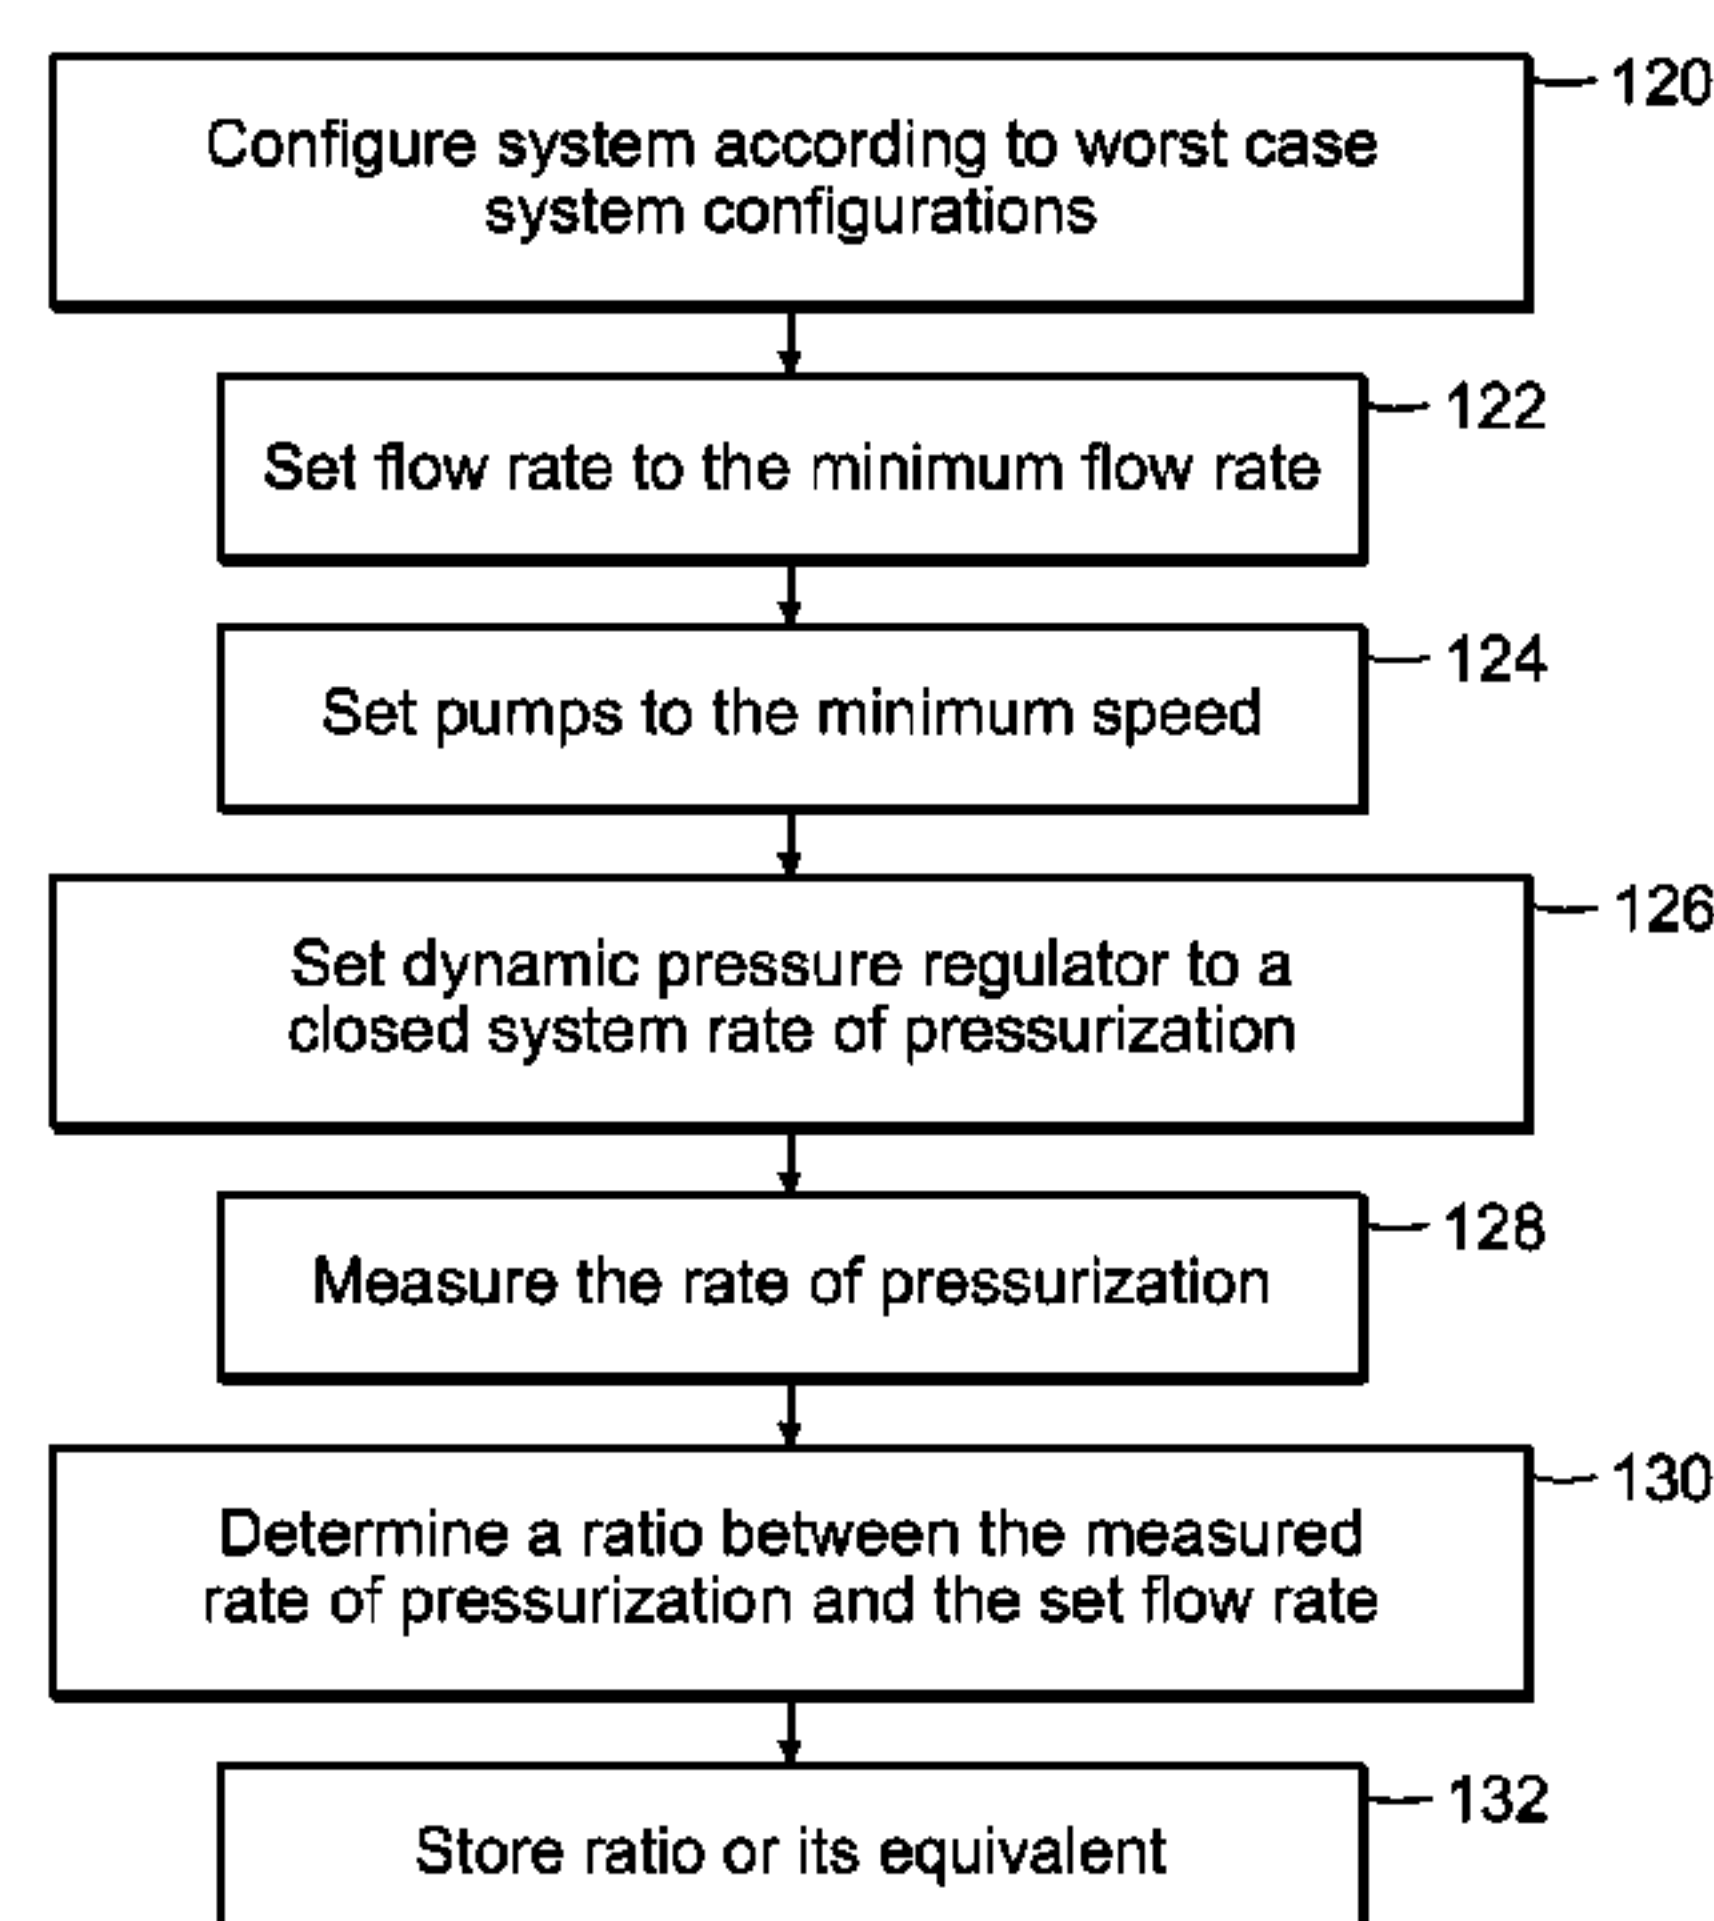 120
Configure system according to worst case
system configurations
122
Set flow rate to the minimum flow rate
124
Set pumps to the minimum speed
126
Set dynamic pressure regulator to a
closed system rate of pressurization
128
Measure the rate of pressurization
130
Determine a ratio between the measured
rate of pressurization and the set flow rate
132
Store ratio or its equivalent